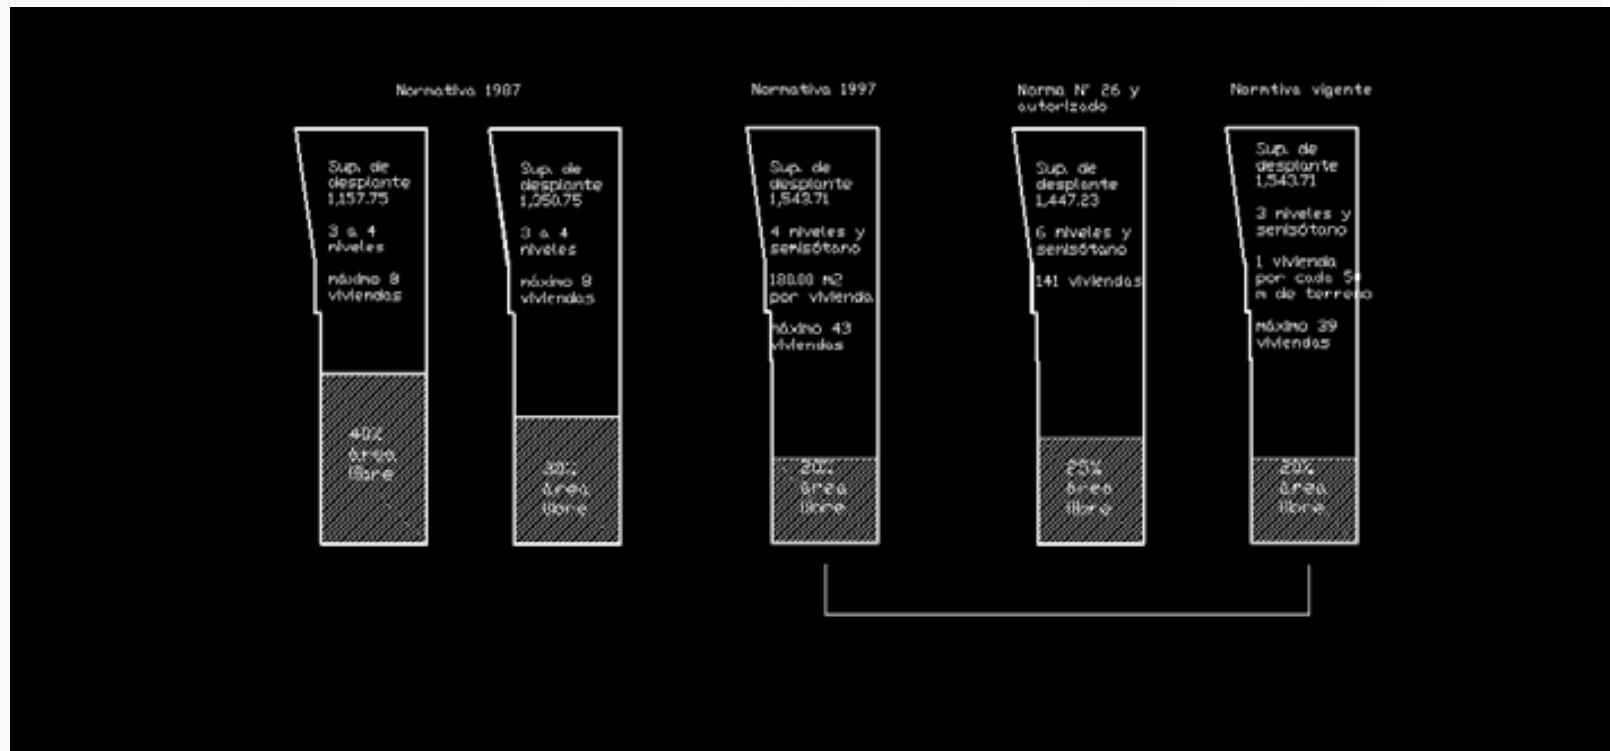 Normativa 1987
Sup. de
desplante
1,157.75
3 a 4
niveles
máximo 8
viviendas
40%
área
libre
Sup. de
desplante
1,350.75
3 a 4
niveles
máximo 8
viviendas
30%
área
libre
Normativa 1997
Sup. de
desplante
1,543.71
4 niveles y
semisótano
180.00 m2
por vivienda
máximo 43
viviendas
20%
área
libre
Norma N° 26 y
autorizado
Sup. de
desplante
1,447.23
6 niveles y
semisótano
141 viviendas
25%
área
libre
Normtiva vigente
Sup. de
desplante
1,543.71
3 niveles y
semisótano
1 vivienda
por cada
m de terreno
máximo 39
viviendas
20%
área
libre